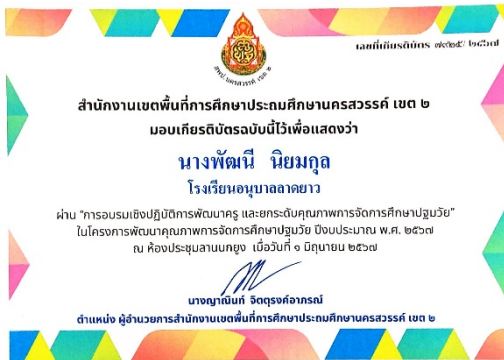 เลขที่เกียรติบัตร ๗๙๒๕/๒๕๖๗
สพป.นครสวรรค์ เขต ๒
สำนักงานเขตพื้นที่การศึกษาประถมศึกษานครสวรรค์ เขต ๒
มอบเกียรติบัตรฉบับนี้ไว้เพื่อแสดงว่า
นางพัฒนี นิยมกุล
โรงเรียนอนุบาลลาดยาว
ผ่าน “การอบรมเชิงปฏิบัติการพัฒนาครู และยกระดับคุณภาพการจัดการศึกษาปฐมวัย”
ในโครงการพัฒนาคุณภาพการจัดการศึกษาปฐมวัย ปีงบประมาณ พ.ศ. ๒๕๖๗
ณ ห้องประชุมลานนกยูง เมื่อวันที่ ๑ มิถุนายน ๒๕๖๗
นางญาณินท์ จิตตุรงค์อาภรณ์
ตำแหน่ง ผู้อำนวยการสำนักงานเขตพื้นที่การศึกษาประถมศึกษานครสวรรค์ เขต ๒